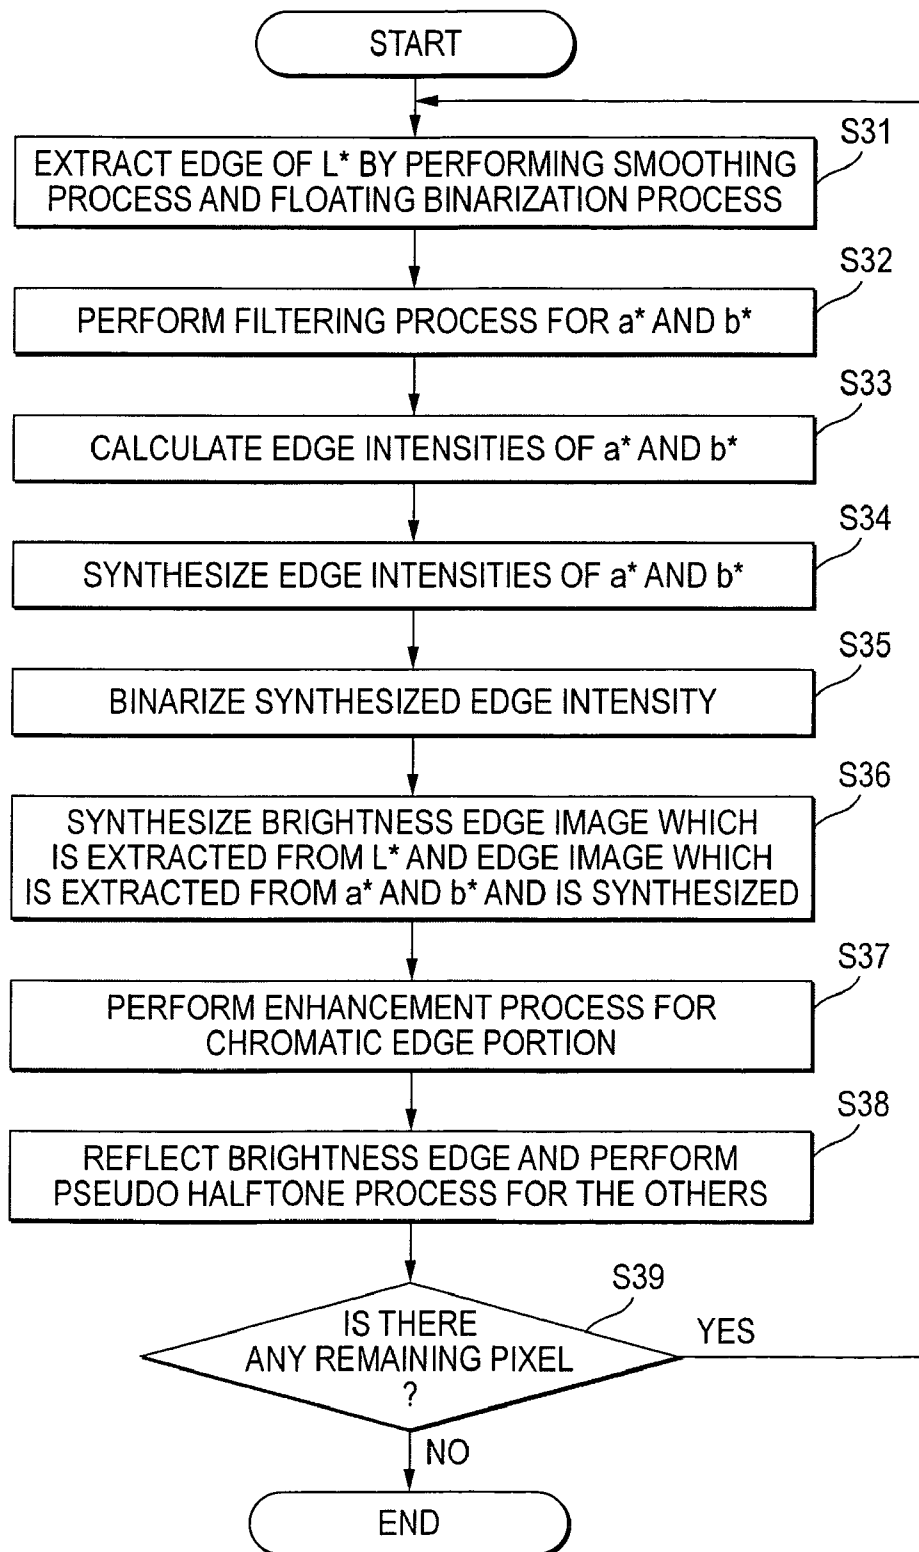 START
S31
EXTRACT EDGE OF L* BY PERFORMING SMOOTHING
PROCESS AND FLOATING BINARIZATION PROCESS
S32
PERFORM FILTERING PROCESS FOR a* AND b*
S33
CALCULATE EDGE INTENSITIES OF a* AND b*
S34
SYNTHESIZE EDGE INTENSITIES OF a* AND b*
S35
BINARIZE SYNTHESIZED EDGE INTENSITY
S36
SYNTHESIZE BRIGHTNESS EDGE IMAGE WHICH
IS EXTRACTED FROM L* AND EDGE IMAGE WHICH
IS EXTRACTED FROM a* AND b* AND IS SYNTHESIZED
S37
PERFORM ENHANCEMENT PROCESS FOR
CHROMATIC EDGE PORTION
S38
REFLECT BRIGHTNESS EDGE AND PERFORM
PSEUDO HALFTONE PROCESS FOR THE OTHERS
S39
IS THERE
ANY REMAINING PIXEL
?
YES
NO
END